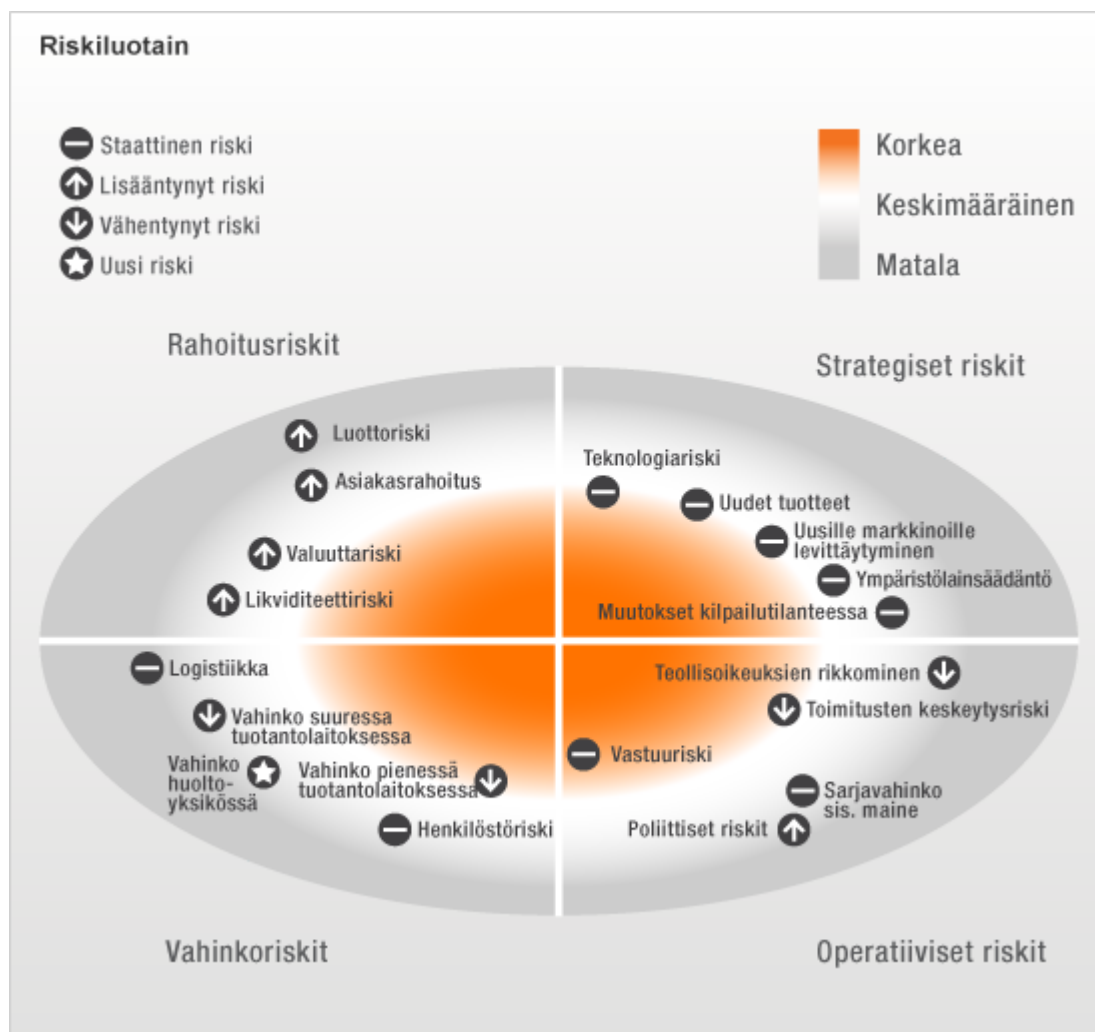 Riskiluotain
Staattinen riski
Lisääntynyt riski
Vähentynyt riski
Uusi riski
Korkea
Keskimääräinen
Matala
Rahoitusriskit
Strategiset riskit
Luottoriski
Asiakasrahoitus
Valuuttariski
Likviditeettiriski
Teknologiariski
Uudet tuotteet
Uusille markkinoille
levittäytyminen
Ympäristölainsäädäntö
Muutokset kilpailutilanteessa
Logistiikka
Vahinko suuressa
tuotantolaitoksessa
Vahinko
huolto-
yksikössä
Vahinko pienessä
tuotantolaitoksessa
Henkilöstöriski
Teollisoikeuksien rikkominen
Toimitusten keskeytysriski
Vastuuriski
Sarjavahinko
sis. maine
Poliittiset riskit
Vahinkoriskit
Operatiiviset riskit